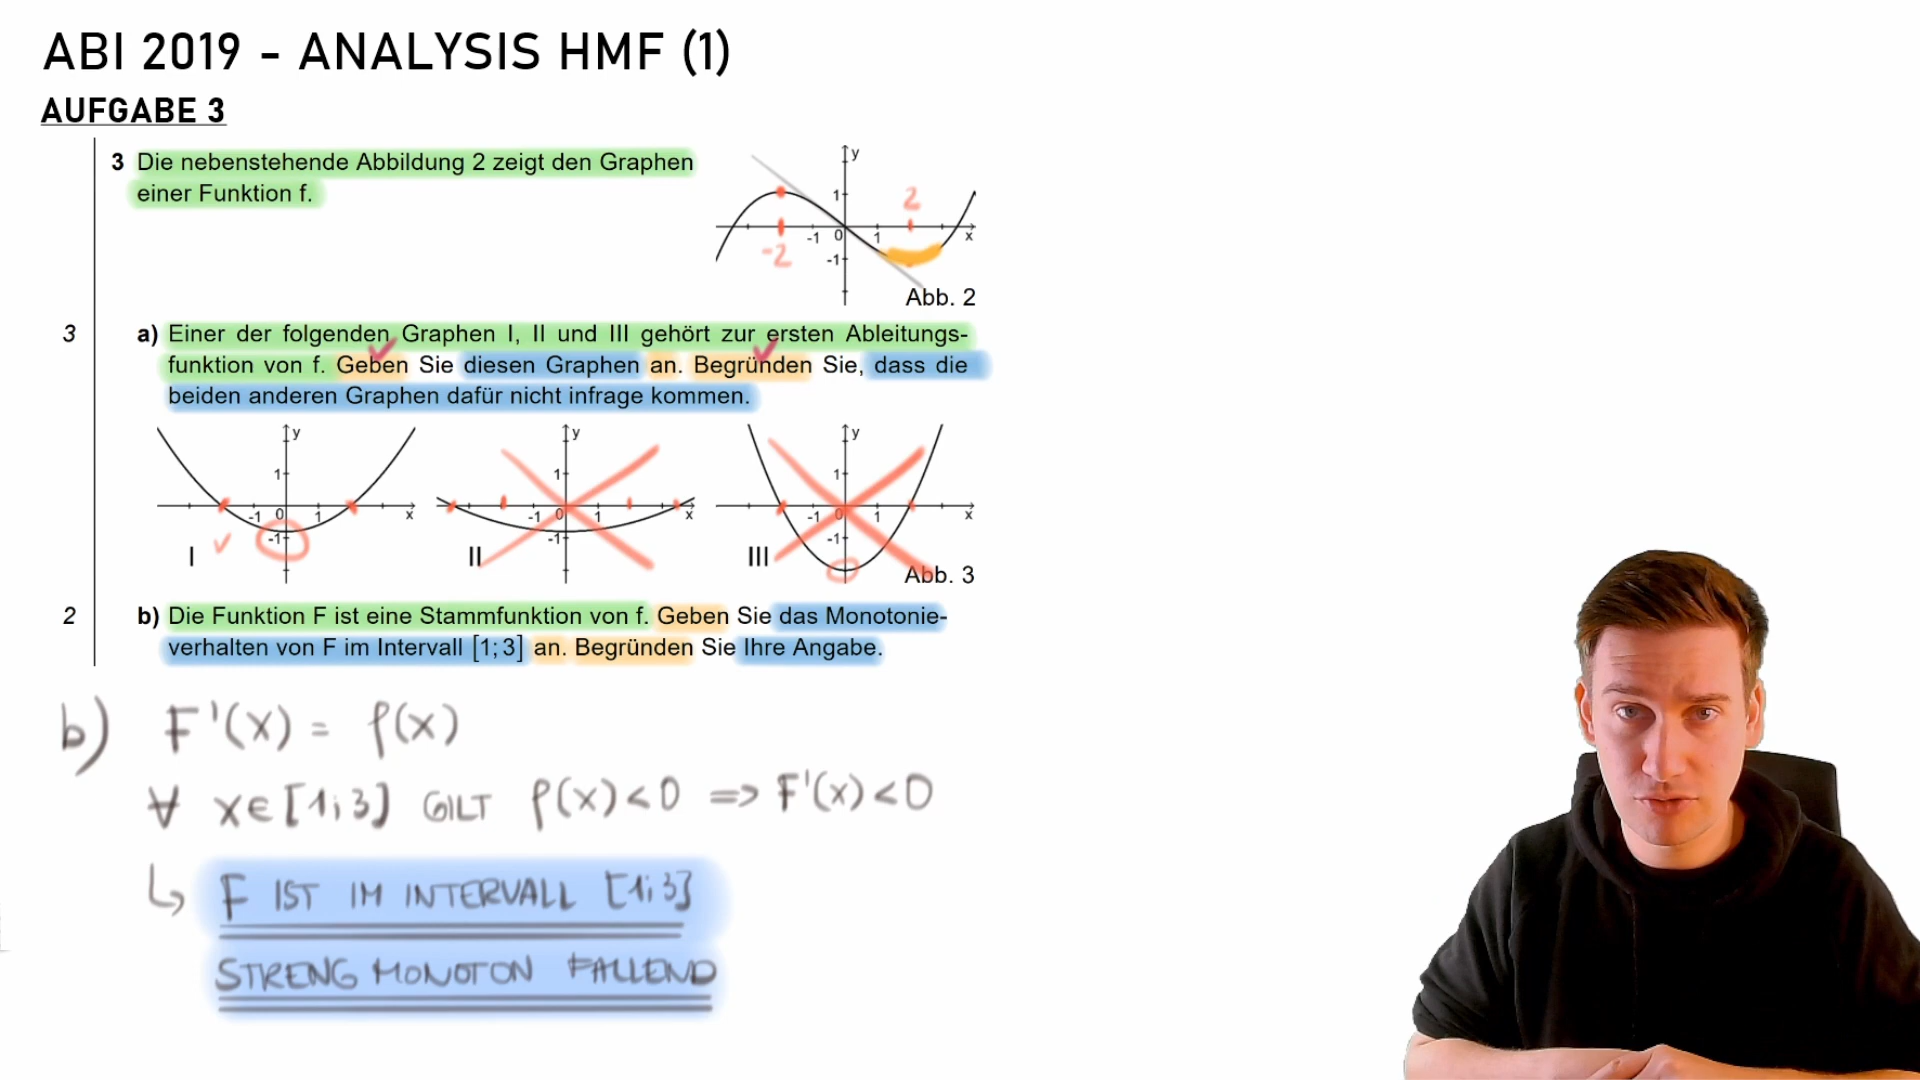 ABI 2019 - ANALYSIS HMF (1)
AUFGABE 3
3 Die nebenstehende Abbildung 2 zeigt den Graphen
einer Funktion f.
y
1
2
-1 0 1 x
-2
-1
Abb. 2
3 a) Einer der folgenden Graphen I, II und III gehört zur ersten Ableitungs-
funktion von f. Geben Sie diesen Graphen an. Begründen Sie, dass die
beiden anderen Graphen dafür nicht infrage kommen.
y
1
-1 0 1 x
-1
I
y
1
-1 0 1 x
-1
II
y
1
-1 0 1 x
-1
III
Abb. 3
2 b) Die Funktion F ist eine Stammfunktion von f. Geben Sie das Monotonie-
verhalten von F im Intervall [1;3] an. Begründen Sie Ihre Angabe.
b) F'(x) = f(x)
∀ x∈[1;3] GILT f(x)<0 => F'(x)<0
↳ F IST IM INTERVALL [1;3]
STRENG MONOTON FALLEND